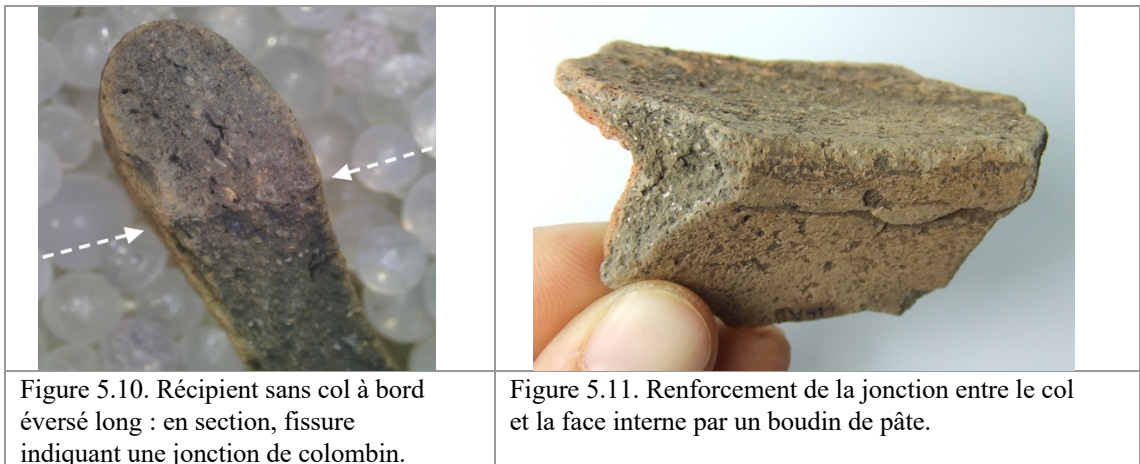 Figure 5.10. Récipient sans col à bord
éversé long : en section, fissure
indiquant une jonction de colombin.
Figure 5.11. Renforcement de la jonction entre le col
et la face interne par un boudin de pâte.